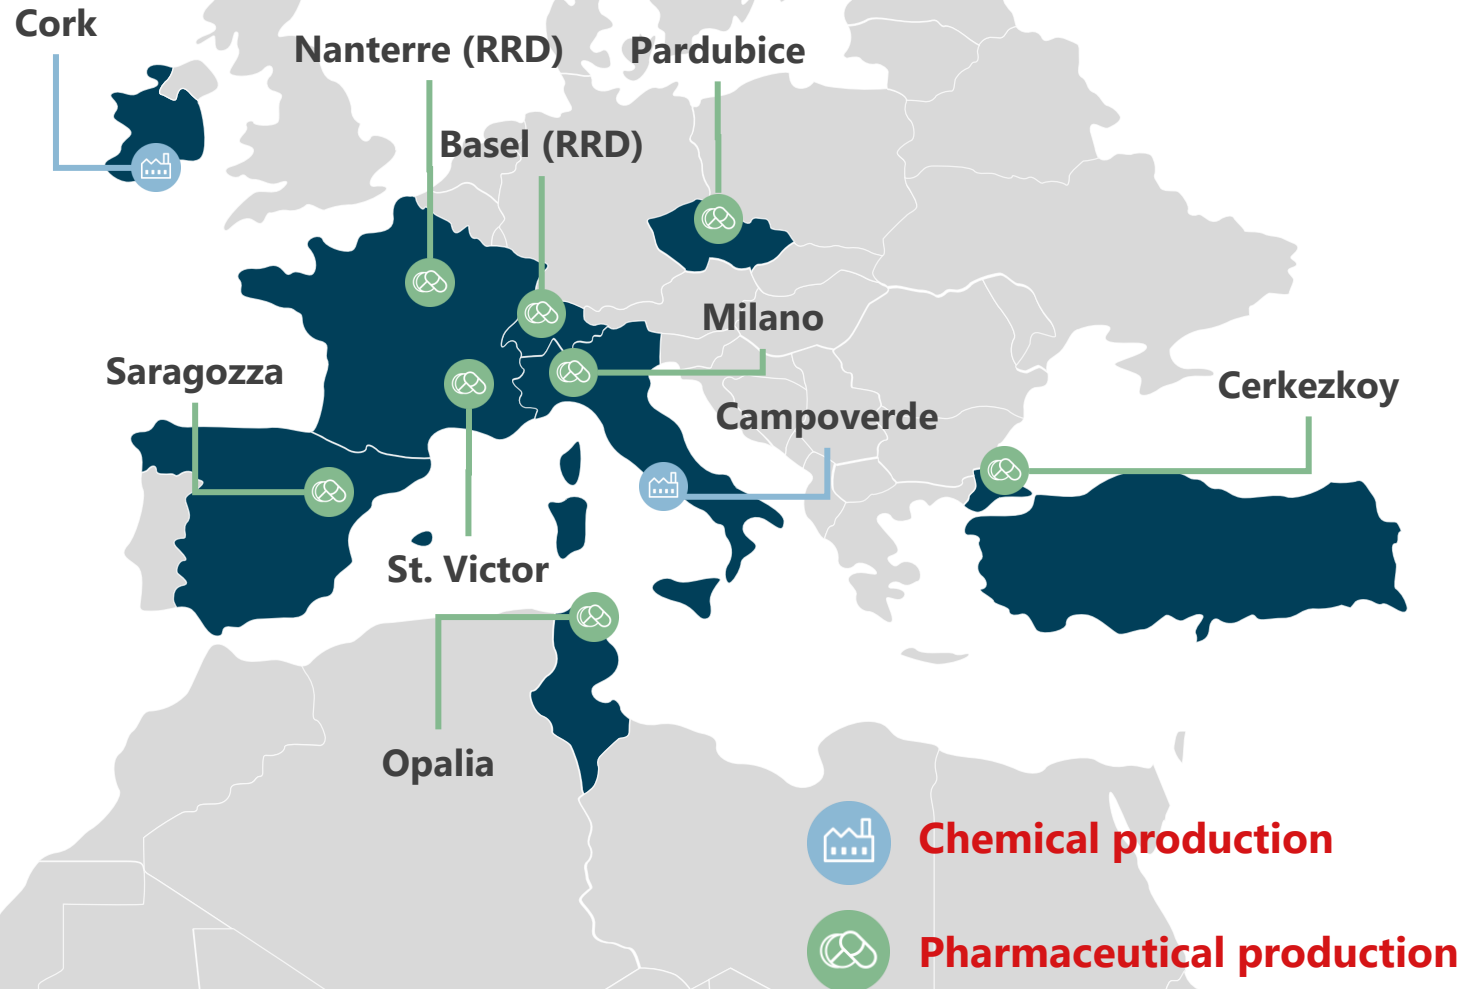 Cork
Nanterre (RRD)
Pardubice
Basel (RRD)
Milano
Saragozza
Cerkezkoy
Campoverde
St. Victor
Opalia
Chemical production
Pharmaceutical production